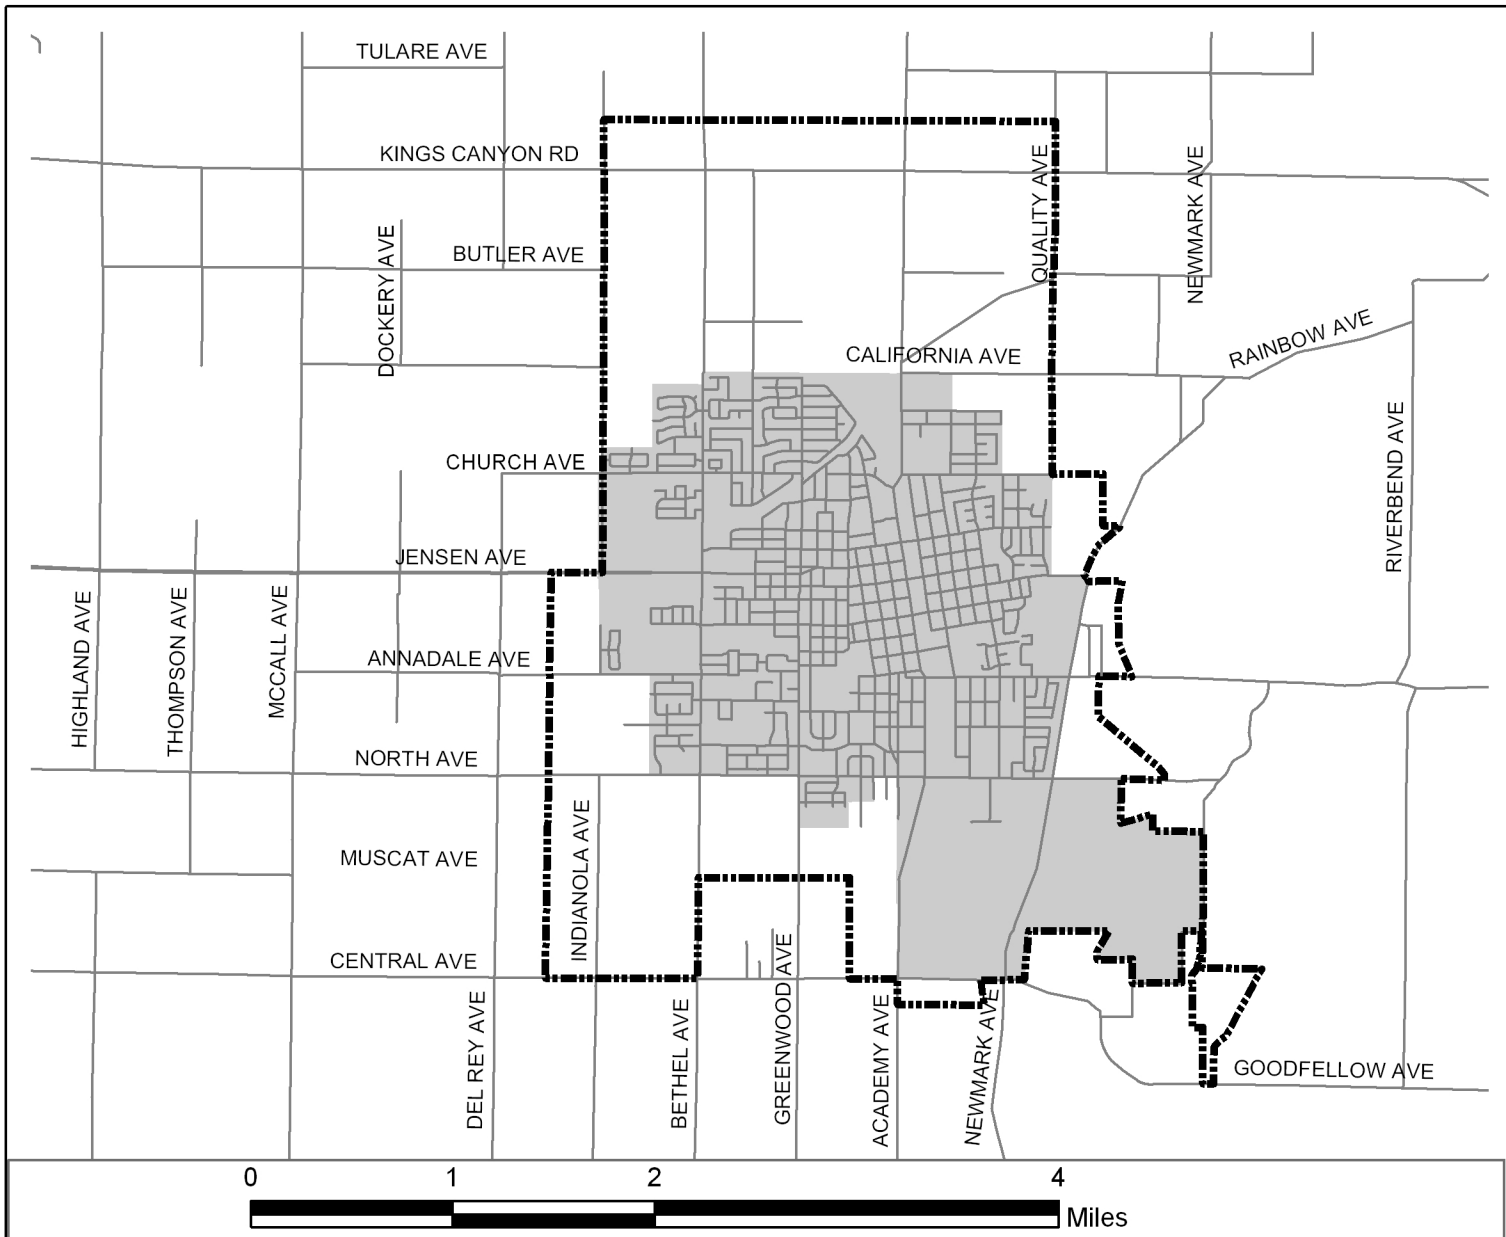 TULARE AVE
KINGS CANYON RD
QUALITY AVE
NEWMARK AVE
BUTLER AVE
DOCKERY AVE
CALIFORNIA AVE
RAINBOW AVE
CHURCH AVE
RIVERBEND AVE
JENSEN AVE
HIGHLAND AVE
THOMPSON AVE
MCCALL AVE
ANNADALE AVE
NORTH AVE
INDIANOLA AVE
MUSCAT AVE
CENTRAL AVE
DEL REY AVE
BETHEL AVE
GREENWOOD AVE
ACADEMY AVE
NEWMARK AVE
GOODFELLOW AVE
0 1 2 4
Miles